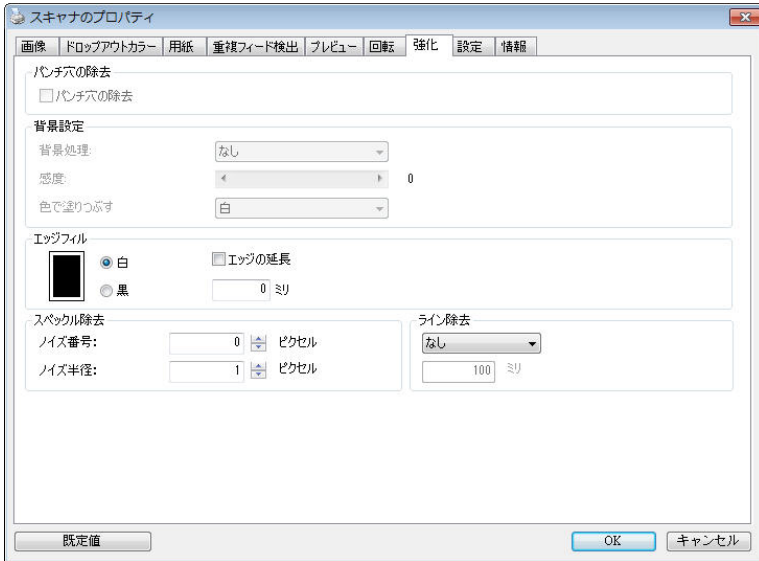 スキャナのプロパティ
画像 ドロップアウトカラー 用紙 重複フィード検出 プレビュー 回転 強化 設定 情報
パンチ穴の除去
パンチ穴の除去
背景設定
背景処理: なし
感度: 0
色で塗りつぶす 白
エッジフィル
白 エッジの延長
黒 0 ミリ
スペックル除去 ライン除去
ノイズ番号: 0 ピクセル なし
ノイズ半径: 1 ピクセル 100 ミリ
既定値 OK キャンセル